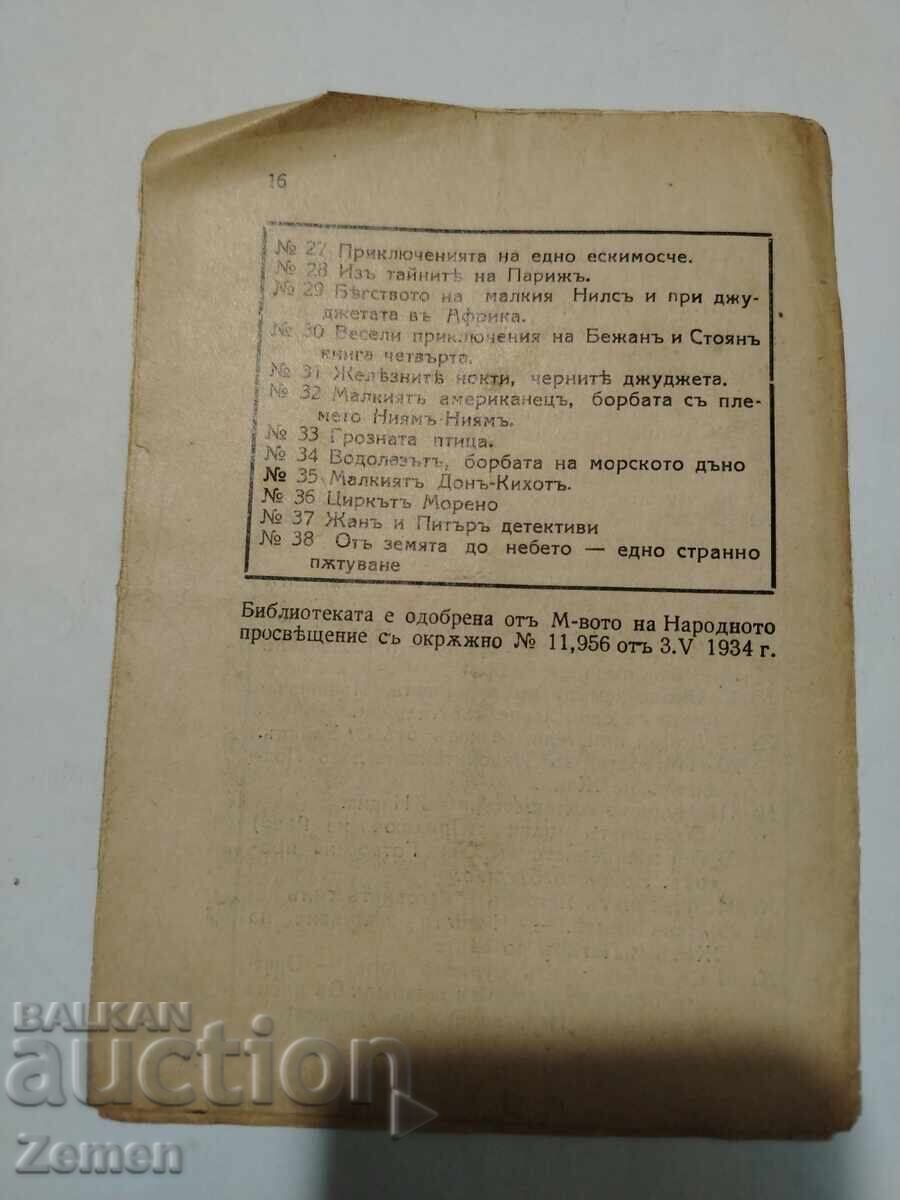 16
№ 27 Приключенията на едно ескимосче.
№ 28 Изъ тайнитѣ на Парижъ.
№ 29 Бѣгството на малкия Нилсъ и при джу-
джетата въ Африка.
№ 30 Весели приключения на Бежанъ и Стоянъ
книга четвърта.
№ 31 Желѣзнитѣ нокти, чернитѣ джуджета.
№ 32 Малкиятъ американецъ, борбата съ пле-
мето Ниямъ-Ниямъ.
№ 33 Грозната птица.
№ 34 Водолазътъ, борбата на морското дъно
№ 35 Малкиятъ Донъ-Кихотъ.
№ 36 Циркътъ Морено
№ 37 Жанъ и Питъръ детективи
№ 38 Отъ земята до небето — едно странно
пѫтуване
Библиотеката е одобрена отъ М-вото на Народното
просвѣщение съ окрѫжно № 11,956 отъ 3.V 1934 г.
BALKAN
auction
Zemen